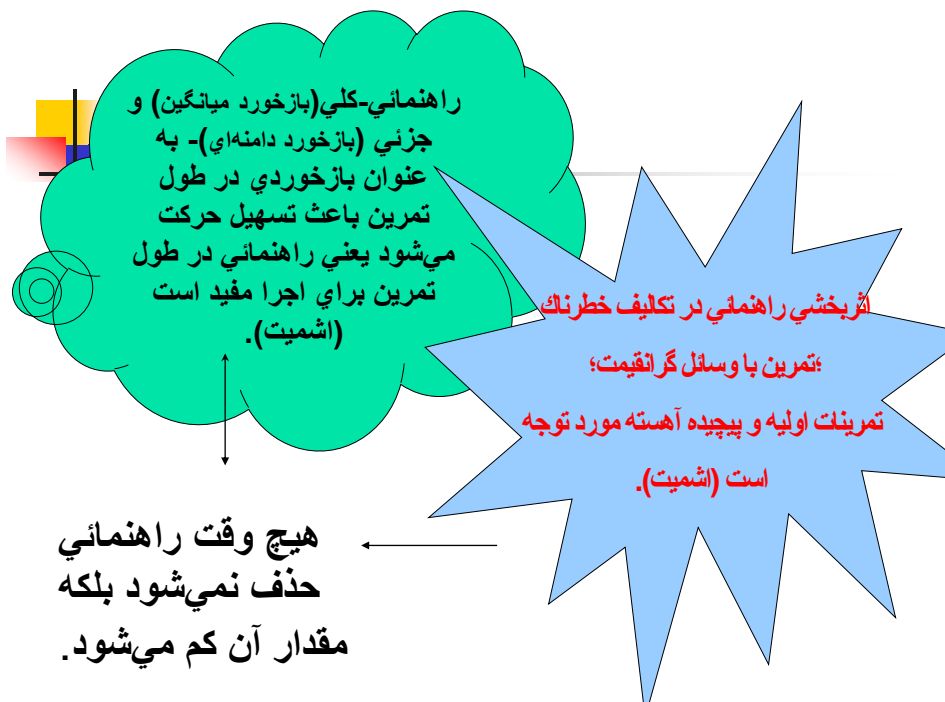 راهنمائي-كلي(بازخورد ميانگين) و
جزئي (بازخورد دامنه‌اي)- به
عنوان بازخوردي در طول
تمرين باعث تسهيل حركت
مي‌شود يعني راهنمائي در طول
تمرين براي اجرا مفيد است
(اشميت).
اثربخشي راهنمائي در تكاليف خطرناك
؛تمرين با وسائل گرانقيمت؛
تمرينات اوليه و پيچيده آهسته مورد توجه
است (اشميت).
هيچ وقت راهنمائي
حذف نمي‌شود بلكه
مقدار آن كم مي‌شود.